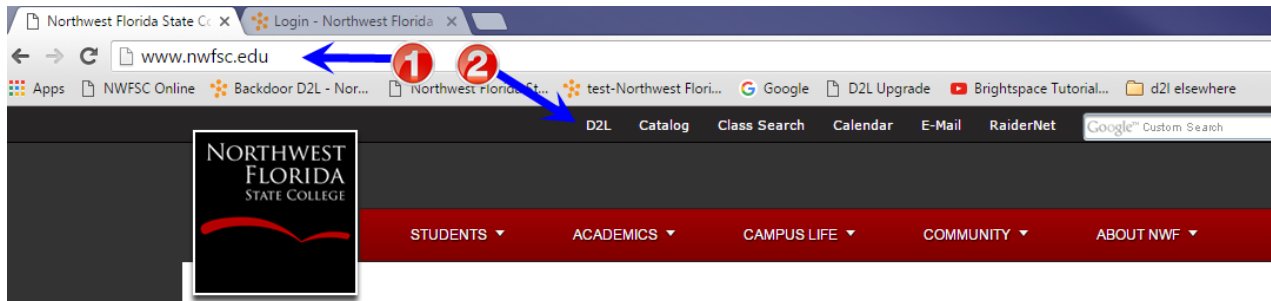 Northwest Florida State Co Login - Northwest Florida
www.nwfsc.edu 1 2
Apps NWFSC Online Backdoor D2L - Nor... Northwest Florida St... test-Northwest Flori... Google D2L Upgrade Brightspace Tutorial... d2l elsewhere
D2L Catalog Class Search Calendar E-Mail RaiderNet Google™ Custom Search
NORTHWEST
FLORIDA
STATE COLLEGE
STUDENTS ACADEMICS CAMPUS LIFE COMMUNITY ABOUT NWF